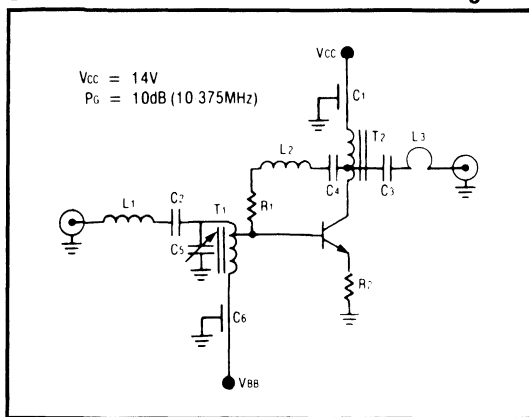 VCC
VCC = 14V
PG = 10dB (10 375MHz)
C1
L2
T2
L3
C4
C3
L1
C2
T1
R1
C5
R2
C6
VBB